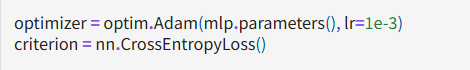 optimizer = optim.Adam(mlp.parameters(), lr=1e-3)
criterion = nn.CrossEntropyLoss()